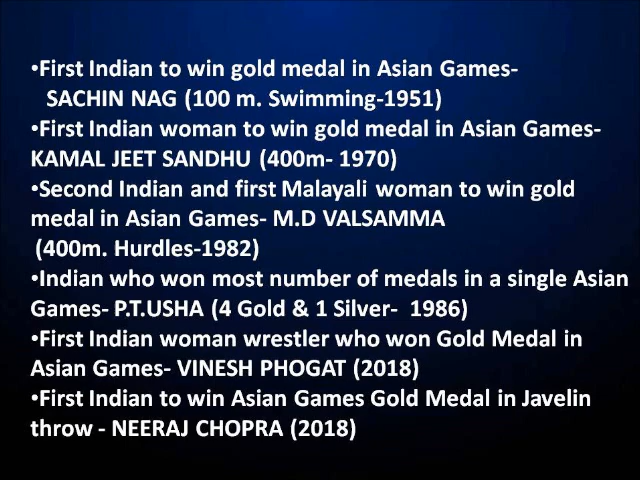 •First Indian to win gold medal in Asian Games-
SACHIN NAG (100 m. Swimming-1951)
•First Indian woman to win gold medal in Asian Games-
KAMAL JEET SANDHU (400m- 1970)
•Second Indian and first Malayali woman to win gold
medal in Asian Games- M.D VALSAMMA
(400m. Hurdles-1982)
•Indian who won most number of medals in a single Asian
Games- P.T.USHA (4 Gold & 1 Silver-  1986)
•First Indian woman wrestler who won Gold Medal in
Asian Games- VINESH PHOGAT (2018)
•First Indian to win Asian Games Gold Medal in Javelin
throw - NEERAJ CHOPRA (2018)